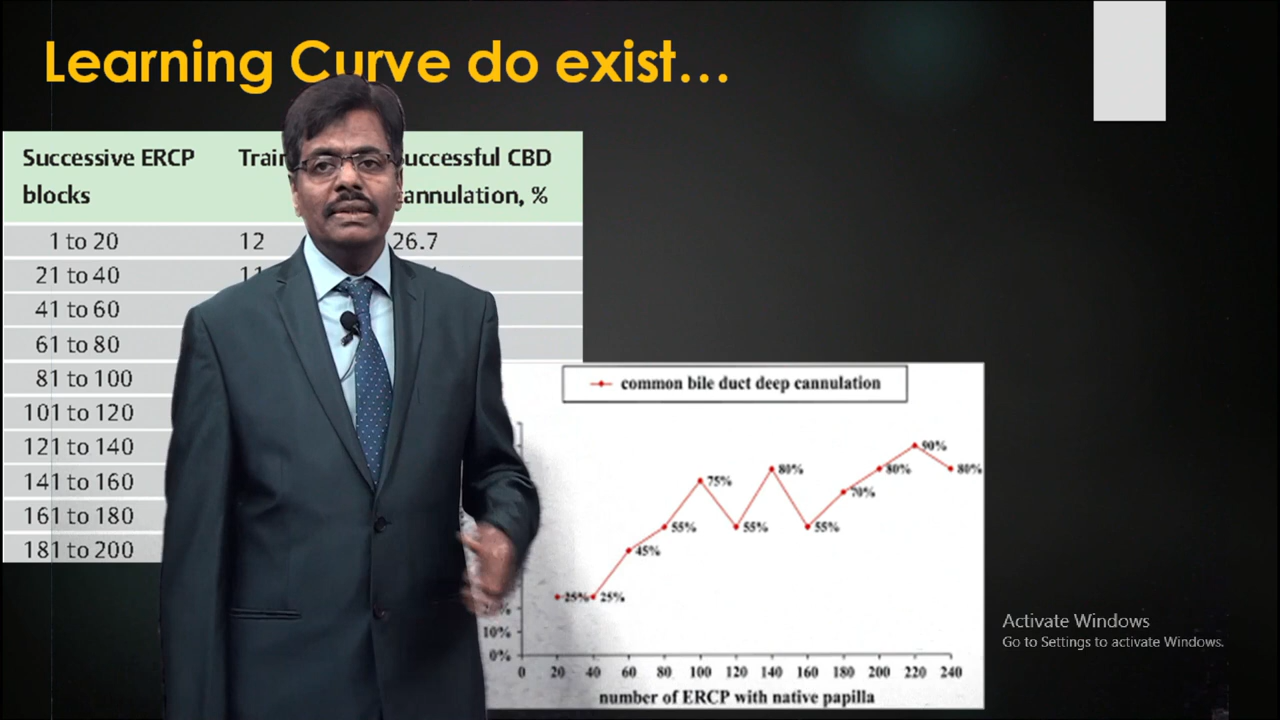 Learning Curve do exist...
Successive ERCP
blocks
cannulation, %
1 to 20 12 26.7
21 to 40
41 to 60
61 to 80
81 to 100
101 to 120
121 to 140
141 to 160
161 to 180
181 to 200
common bile duct deep cannulation
90%
80% 80% 80%
75%
70%
55% 55% 55%
45%
25% 25%
10%
0%
0 20 40 60 80 100 120 140 160 180 200 220 240
number of ERCP with native papilla
Activate Windows
Go to Settings to activate Windows.